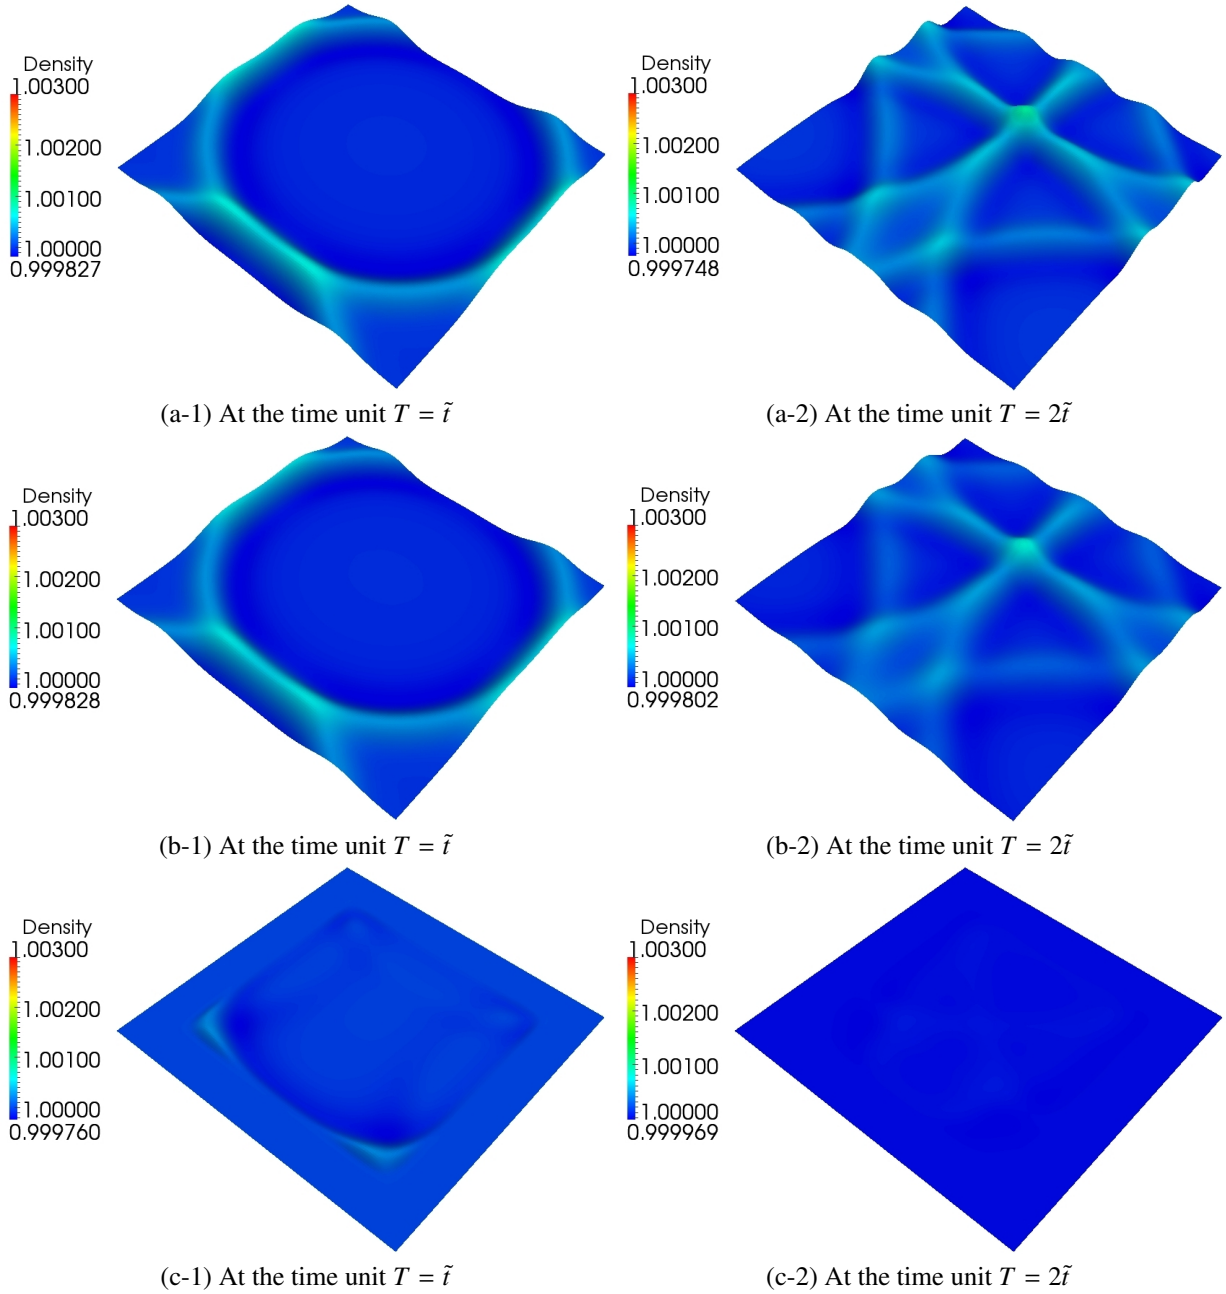 Density
1.00300
1.00200
1.00100
1.00000
0.999827
Density
1.00300
1.00200
1.00100
1.00000
0.999748
(a-1) At the time unit T = t̃
(a-2) At the time unit T = 2t̃
Density
1.00300
1.00200
1.00100
1.00000
0.999828
Density
1.00300
1.00200
1.00100
1.00000
0.999802
(b-1) At the time unit T = t̃
(b-2) At the time unit T = 2t̃
Density
1.00300
1.00200
1.00100
1.00000
0.999760
Density
1.00300
1.00200
1.00100
1.00000
0.999969
(c-1) At the time unit T = t̃
(c-2) At the time unit T = 2t̃